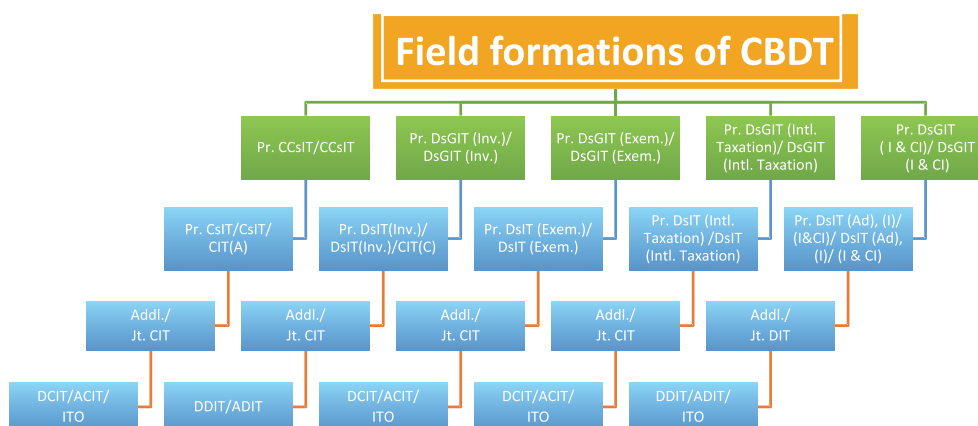 Field formations of CBDT
Pr. CCsIT/CCsIT
Pr. DsGIT (Inv.)/
DsGIT (Inv.)
Pr. DsGIT (Exem.)/
DsGIT (Exem.)
Pr. DsGIT (Intl.
Taxation)/ DsGIT
(Intl. Taxation)
Pr. DsGIT
( I & CI)/ DsGIT
(I & CI)
Pr. CsIT/CsIT/
CIT(A)
Pr. DsIT(Inv.)/
DsIT(Inv.)/CIT(C)
Pr. DsIT (Exem.)/
DsIT (Exem.)
Pr. DsIT (Intl.
Taxation) /DsIT
(Intl. Taxation)
Pr. DsIT (Ad), (I)/
(I&CI)/ DsIT (Ad),
(I)/ (I & CI)
Addl./
Jt. CIT
Addl./
Jt. CIT
Addl./
Jt. CIT
Addl./
Jt. CIT
Addl./
Jt. DIT
DCIT/ACIT/
ITO
DDIT/ADIT
DCIT/ACIT/
ITO
DCIT/ACIT/
ITO
DDIT/ADIT/
ITO